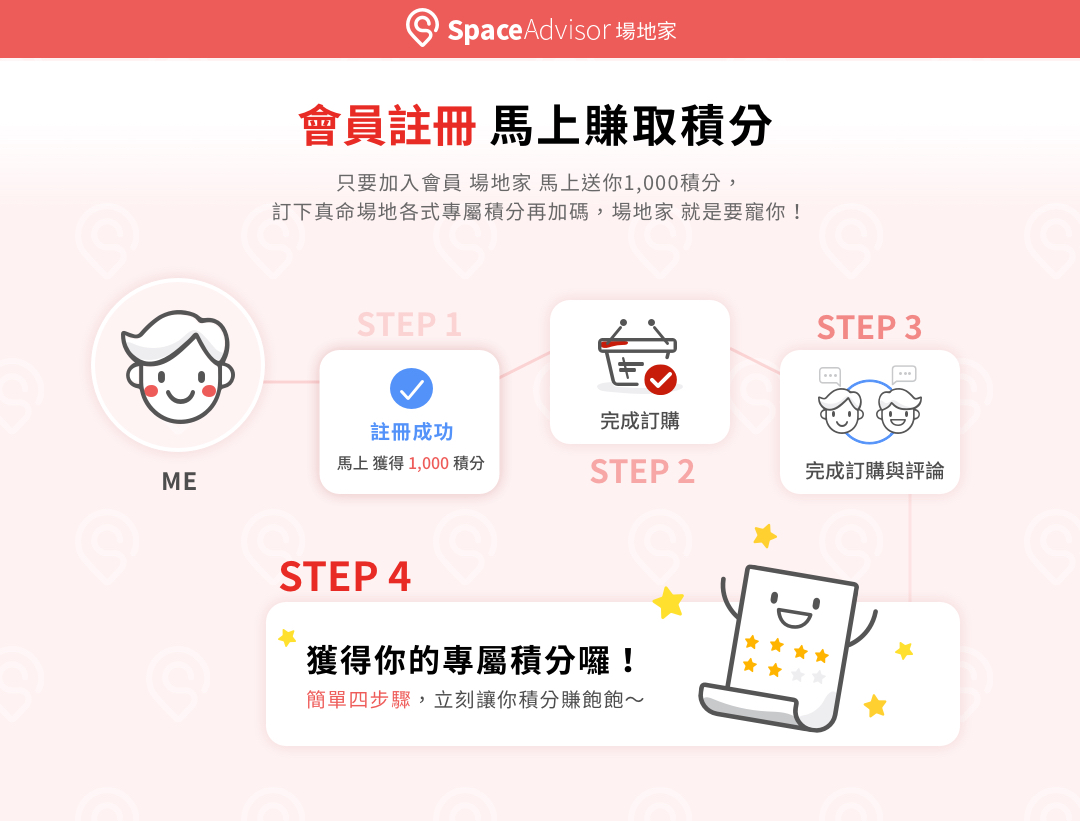 SpaceAdvisor 場地家
會員註冊 馬上賺取積分
只要加入會員 場地家 馬上送你1,000積分，
訂下真命場地各式專屬積分再加碼，場地家 就是要寵你！
ME
STEP 1
註冊成功
馬上 獲得 1,000 積分
完成訂購
STEP 2
STEP 3
完成訂購與評論
STEP 4
獲得你的專屬積分囉！
簡單四步驟，立刻讓你積分賺飽飽～